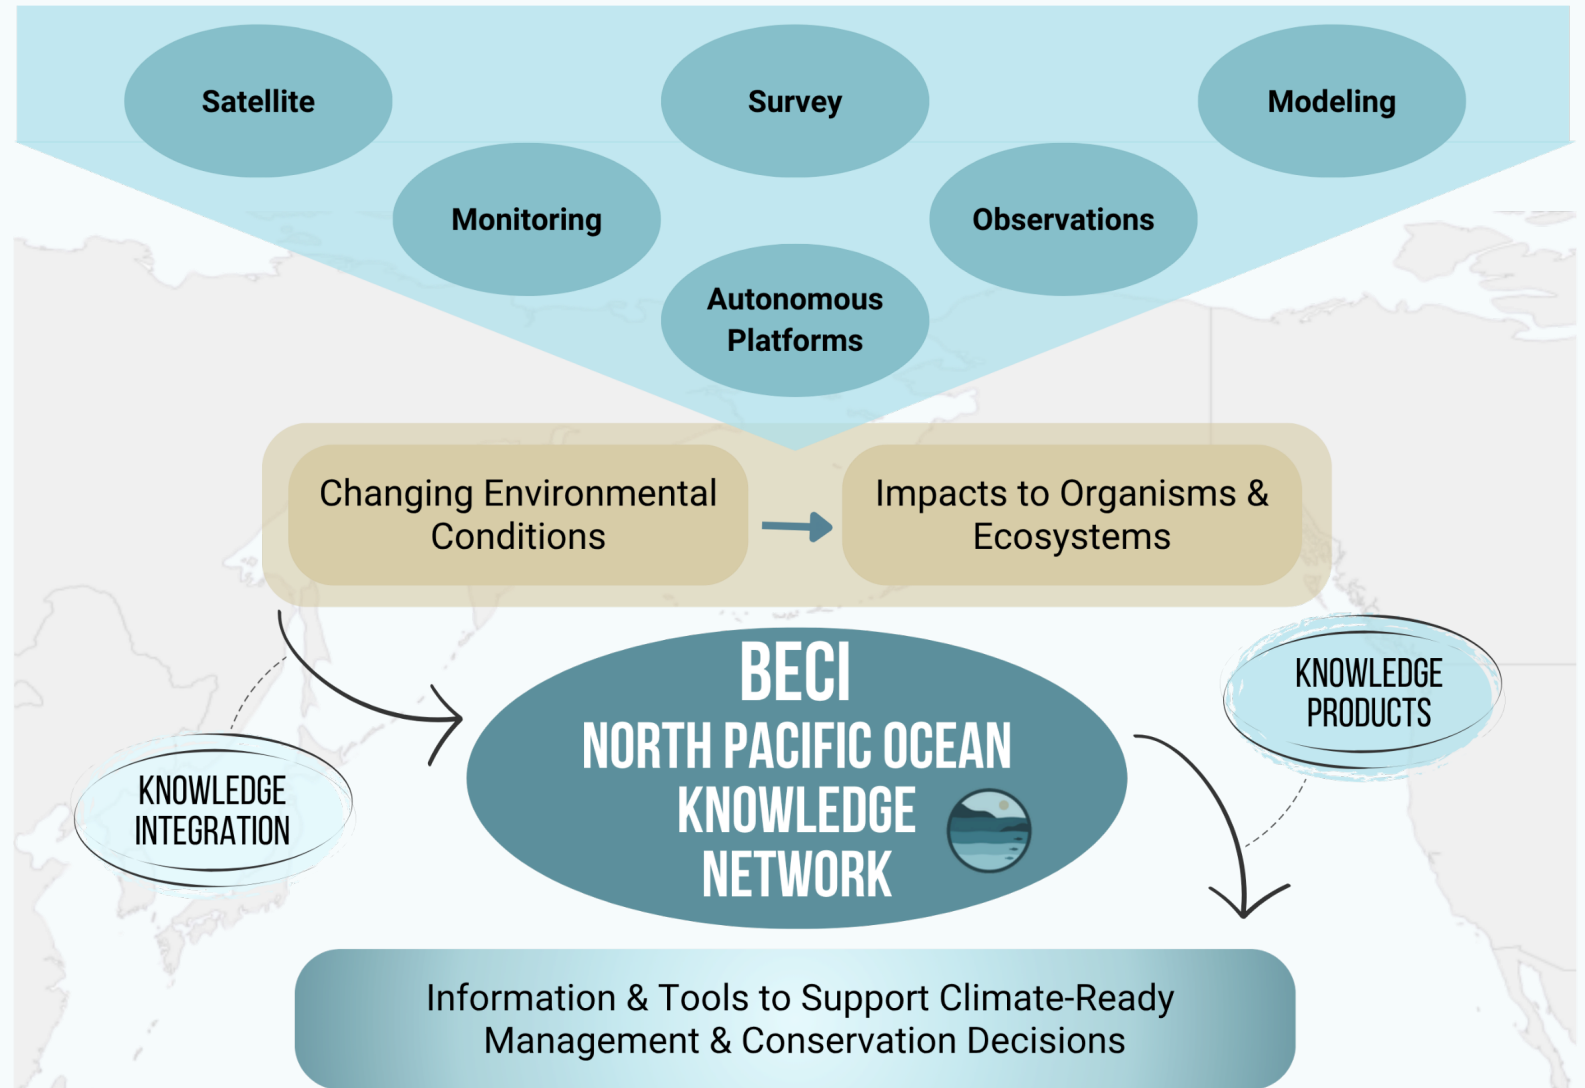 Satellite
Survey
Modeling
Monitoring
Observations
Autonomous
Platforms
Changing Environmental
Conditions
Impacts to Organisms &
Ecosystems
BECI
NORTH PACIFIC OCEAN
KNOWLEDGE
NETWORK
KNOWLEDGE
PRODUCTS
KNOWLEDGE
INTEGRATION
Information & Tools to Support Climate-Ready
Management & Conservation Decisions